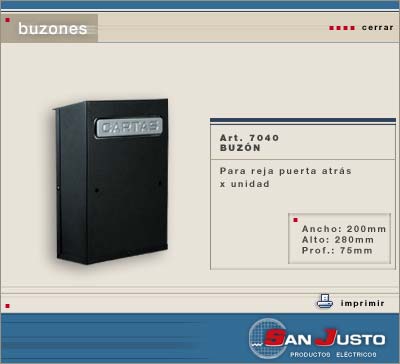 buzones
cerrar
CARTAS
Art. 7040
BUZÓN
Para reja puerta atrás
x unidad
Ancho: 200mm
Alto: 280mm
Prof.: 75mm
imprimir
SAN JUSTO
PRODUCTOS ELÉCTRICOS